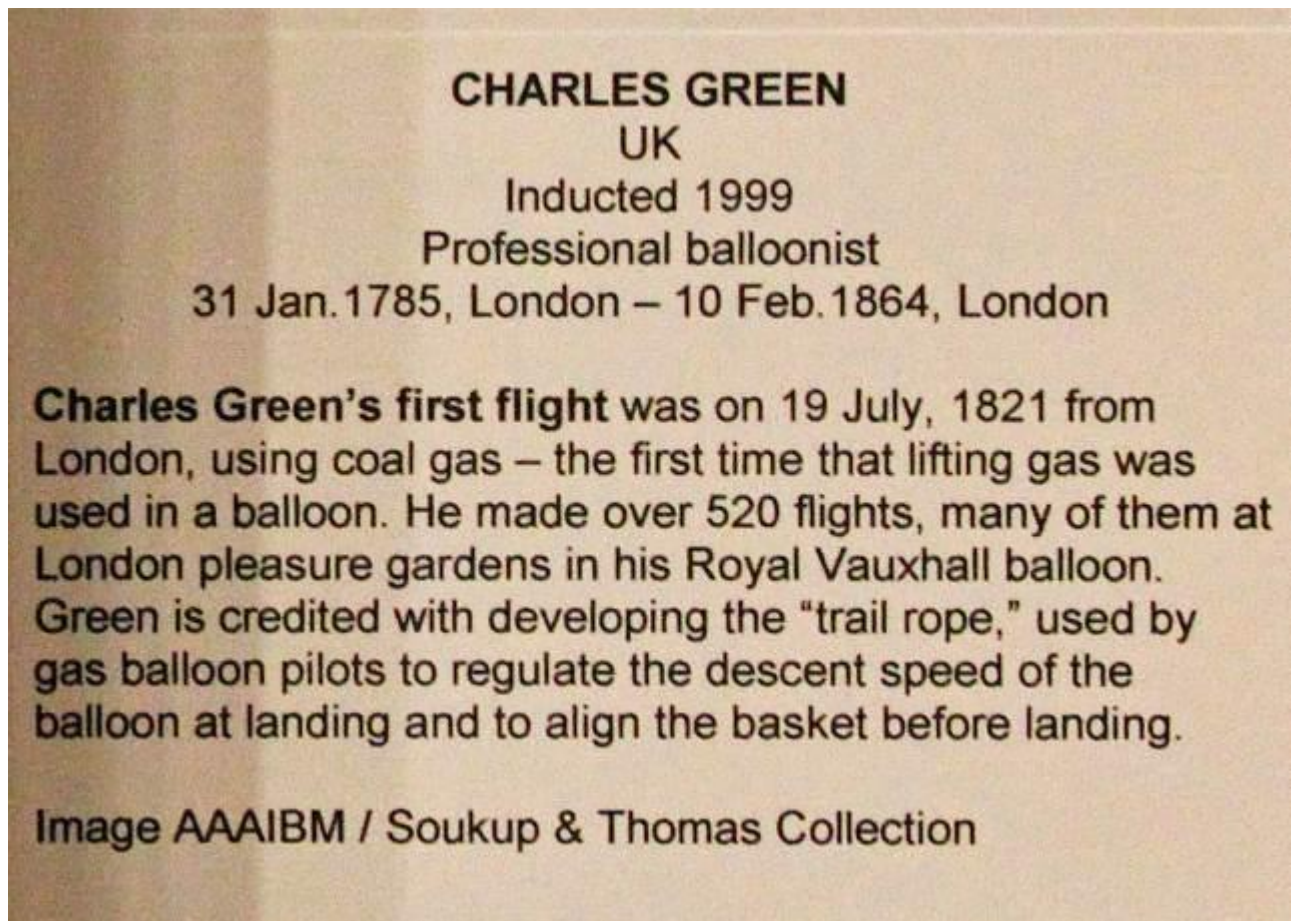 CHARLES GREEN
UK
Inducted 1999
Professional balloonist
31 Jan.1785, London – 10 Feb.1864, London
Charles Green's first flight was on 19 July, 1821 from
London, using coal gas – the first time that lifting gas was
used in a balloon. He made over 520 flights, many of them at
London pleasure gardens in his Royal Vauxhall balloon.
Green is credited with developing the “trail rope,” used by
gas balloon pilots to regulate the descent speed of the
balloon at landing and to align the basket before landing.
Image AAAIBM / Soukup & Thomas Collection